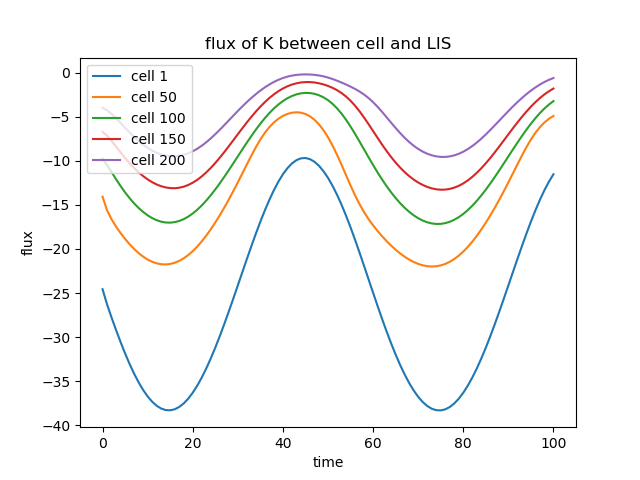 flux of K between cell and LIS
cell 1
cell 50
cell 100
cell 150
cell 200
0
−5
−10
−15
−20
−25
−30
−35
−40
flux
0 20 40 60 80 100
time